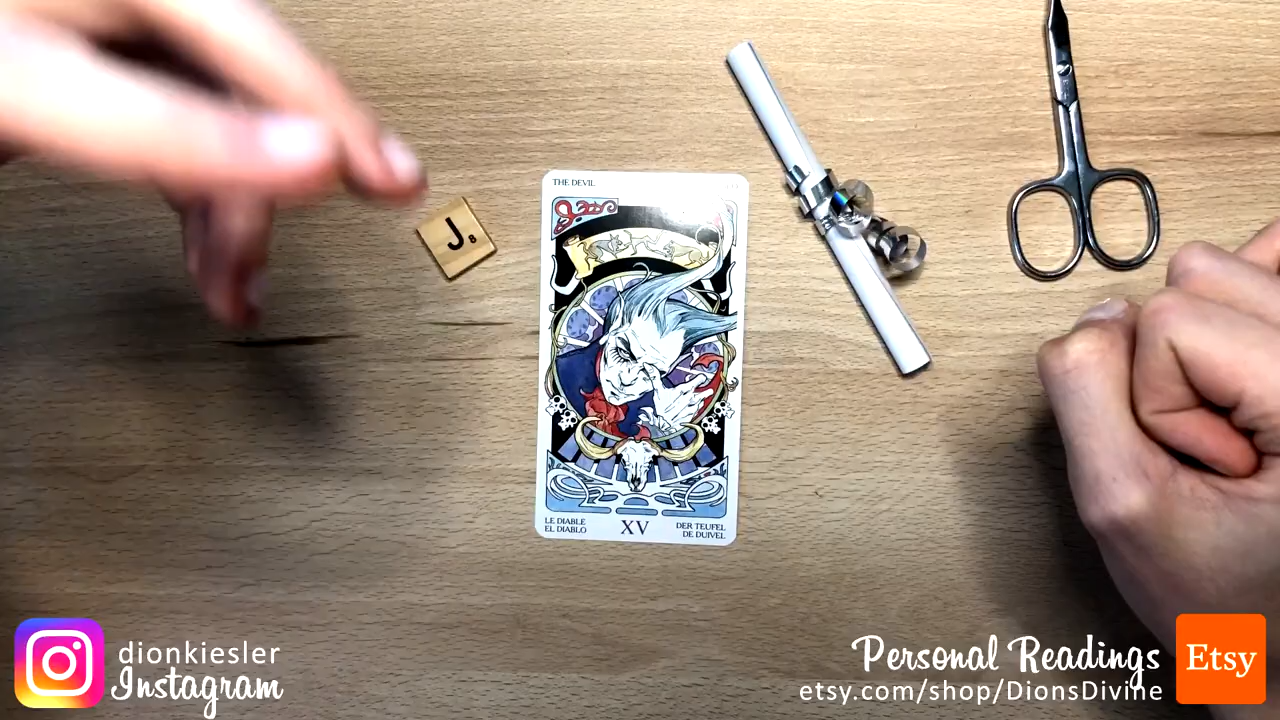 THE DEVIL
J8
LE DIABLE
EL DIABLO
XV
DER TEUFEL
DE DUIVEL
dionkiesler
Instagram
Personal Readings
etsy.com/shop/DionsDivine
Etsy